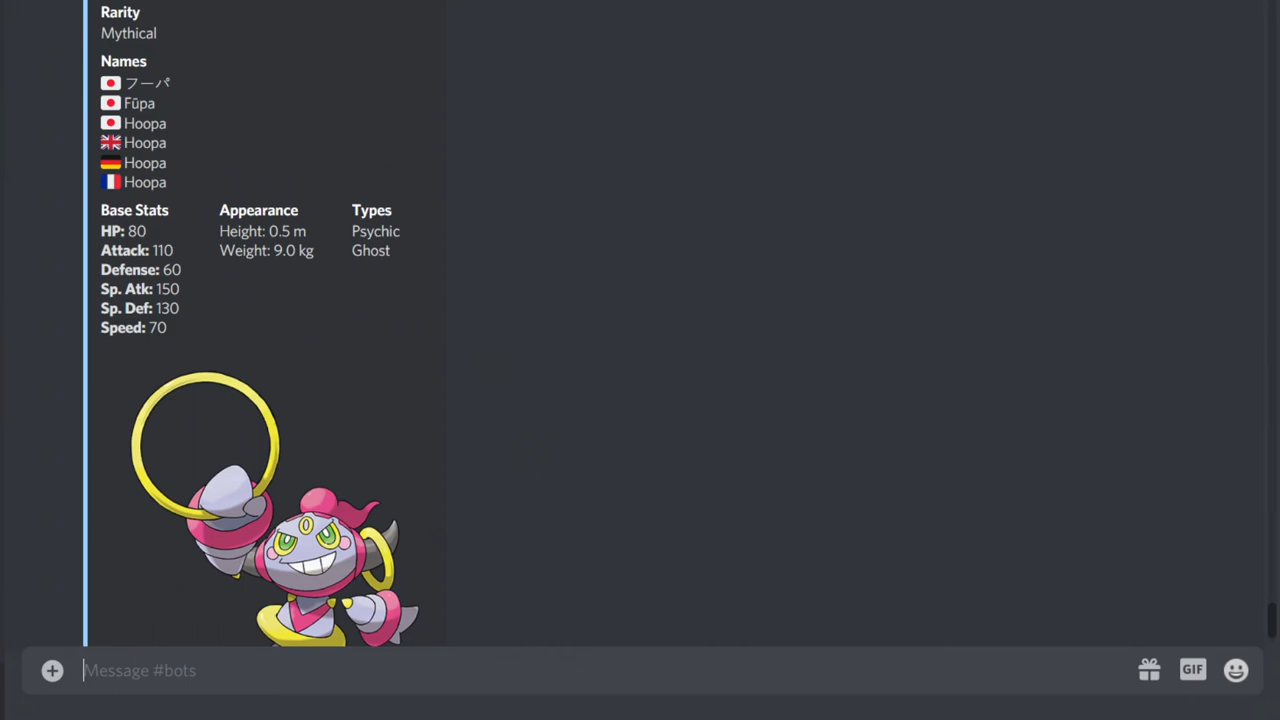 Rarity
Mythical
Names
フーパ
Fūpa
Hoopa
Hoopa
Hoopa
Hoopa
Base Stats Appearance Types
HP: 80 Height: 0.5 m Psychic
Attack: 110 Weight: 9.0 kg Ghost
Defense: 60
Sp. Atk: 150
Sp. Def: 130
Speed: 70
Message #bots
GIF